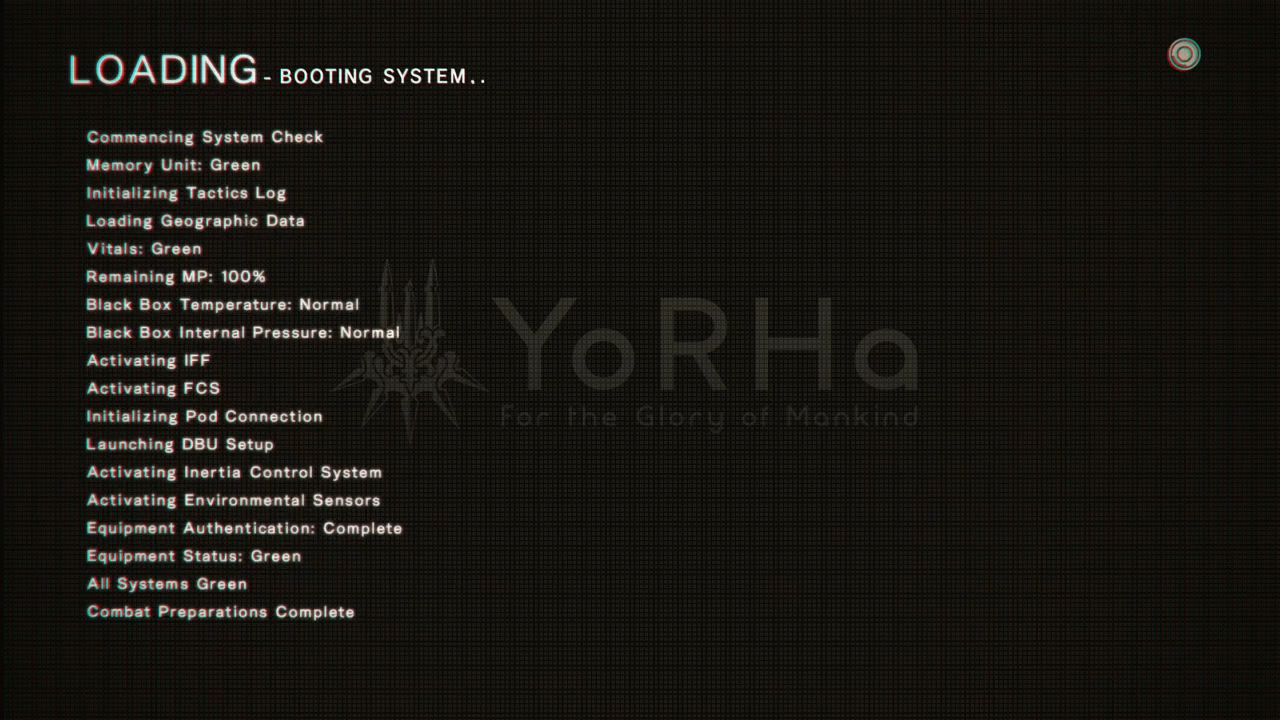 LOADING - BOOTING SYSTEM..
Commencing System Check
Memory Unit: Green
Initializing Tactics Log
Loading Geographic Data
Vitals: Green
Remaining MP: 100%
Black Box Temperature: Normal
Black Box Internal Pressure: Normal
Activating IFF
Activating FCS
Initializing Pod Connection
Launching DBU Setup
Activating Inertia Control System
Activating Environmental Sensors
Equipment Authentication: Complete
Equipment Status: Green
All Systems Green
Combat Preparations Complete
YoRHa
For the Glory of Mankind